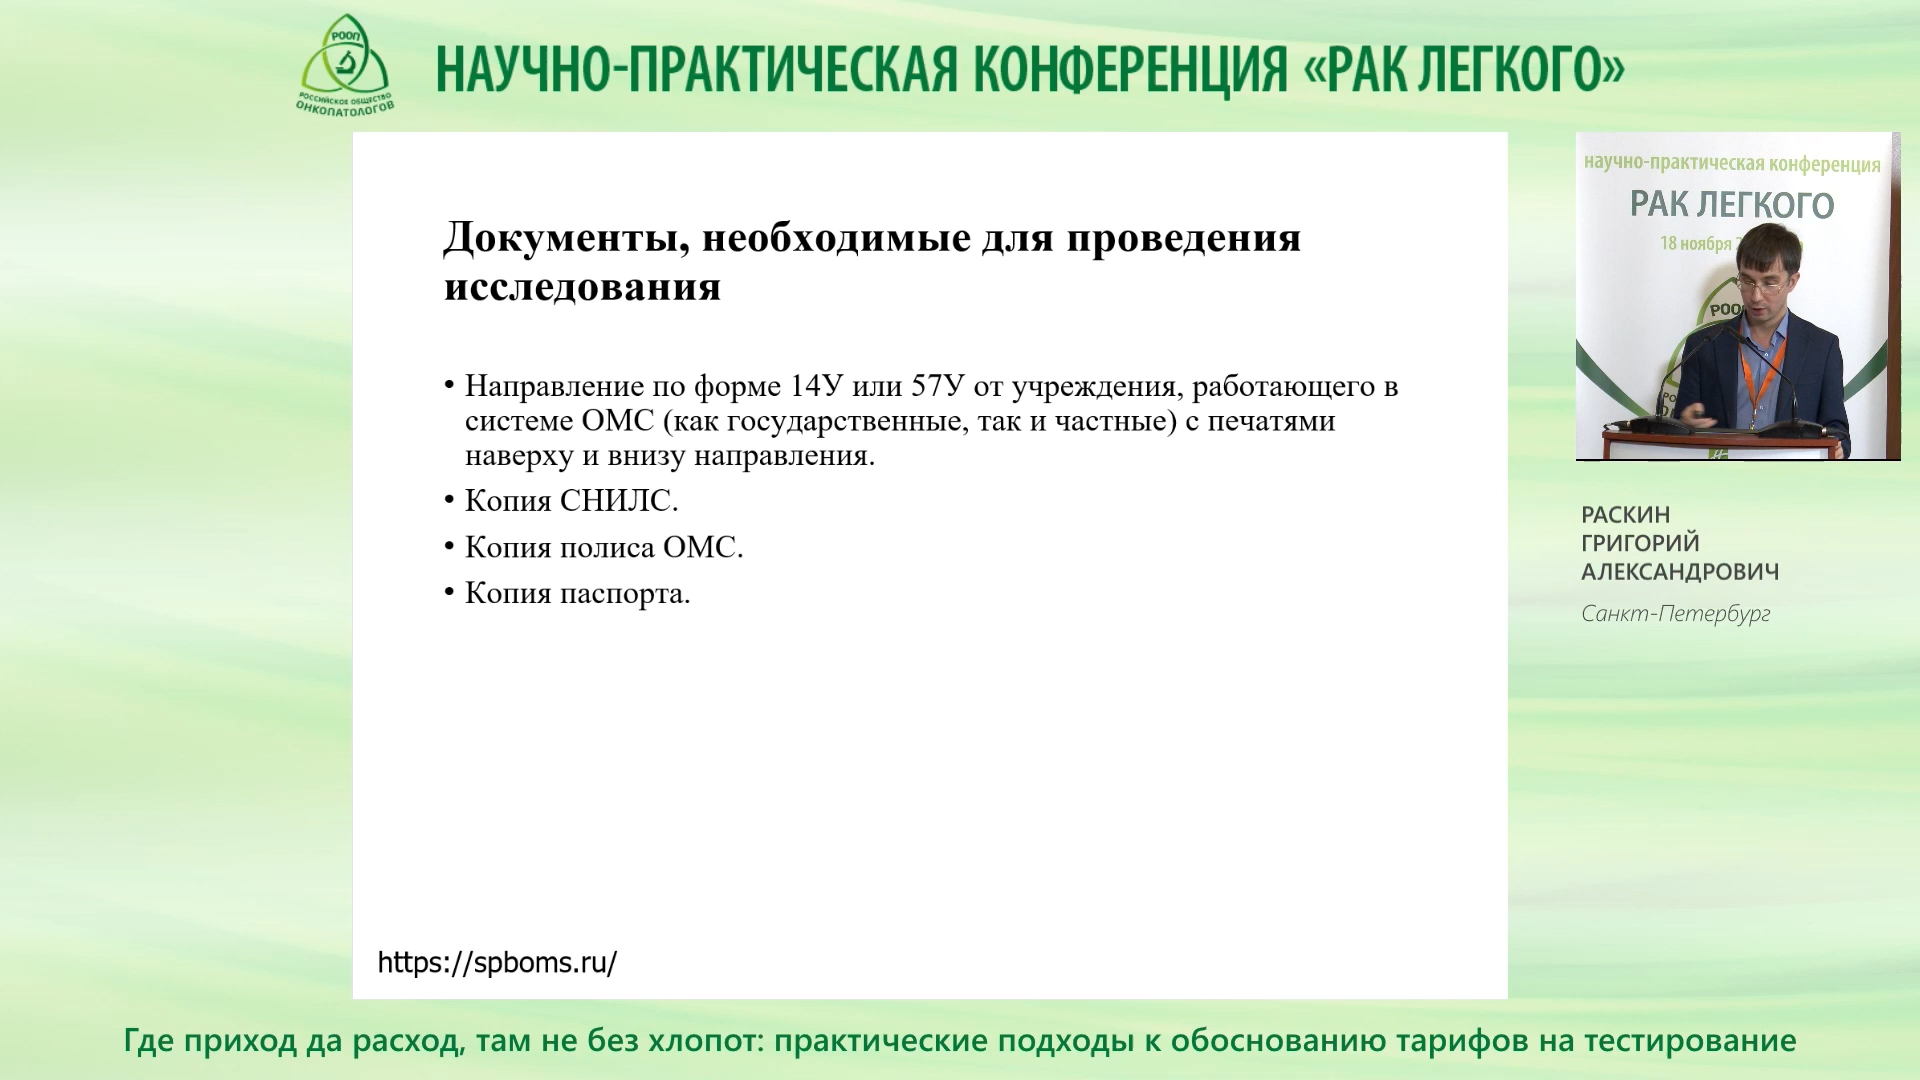 РООП
РОССИЙСКОЕ ОБЩЕСТВО
ОНКОПАТОЛОГОВ
НАУЧНО-ПРАКТИЧЕСКАЯ КОНФЕРЕНЦИЯ «РАК ЛЕГКОГО»
Документы, необходимые для проведения
исследования
• Направление по форме 14У или 57У от учреждения, работающего в
системе ОМС (как государственные, так и частные) с печатями
наверху и внизу направления.
• Копия СНИЛС.
• Копия полиса ОМС.
• Копия паспорта.
https://spboms.ru/
научно-практическая конференция
РАК ЛЕГКОГО
18 ноября
РООП
РАСКИН
ГРИГОРИЙ
АЛЕКСАНДРОВИЧ
Санкт-Петербург
Где приход да расход, там не без хлопот: практические подходы к обоснованию тарифов на тестирование